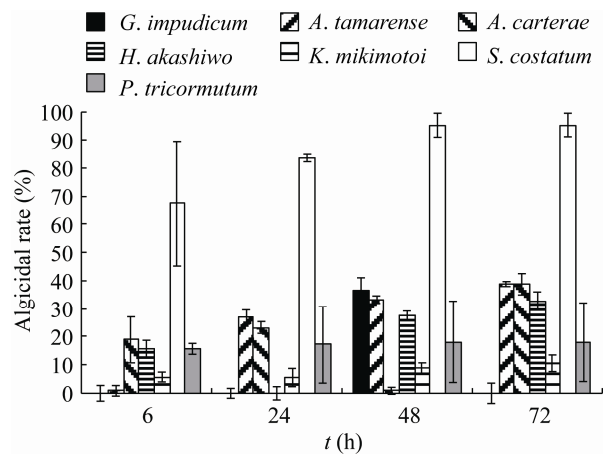 G. impudicum A. tamarense A. carterae
H. akashiwo K. mikimotoi S. costatum
P. tricormutum
Algicidal rate (%)
100
90
80
70
60
50
40
30
20
10
0
6 24 48 72
t (h)